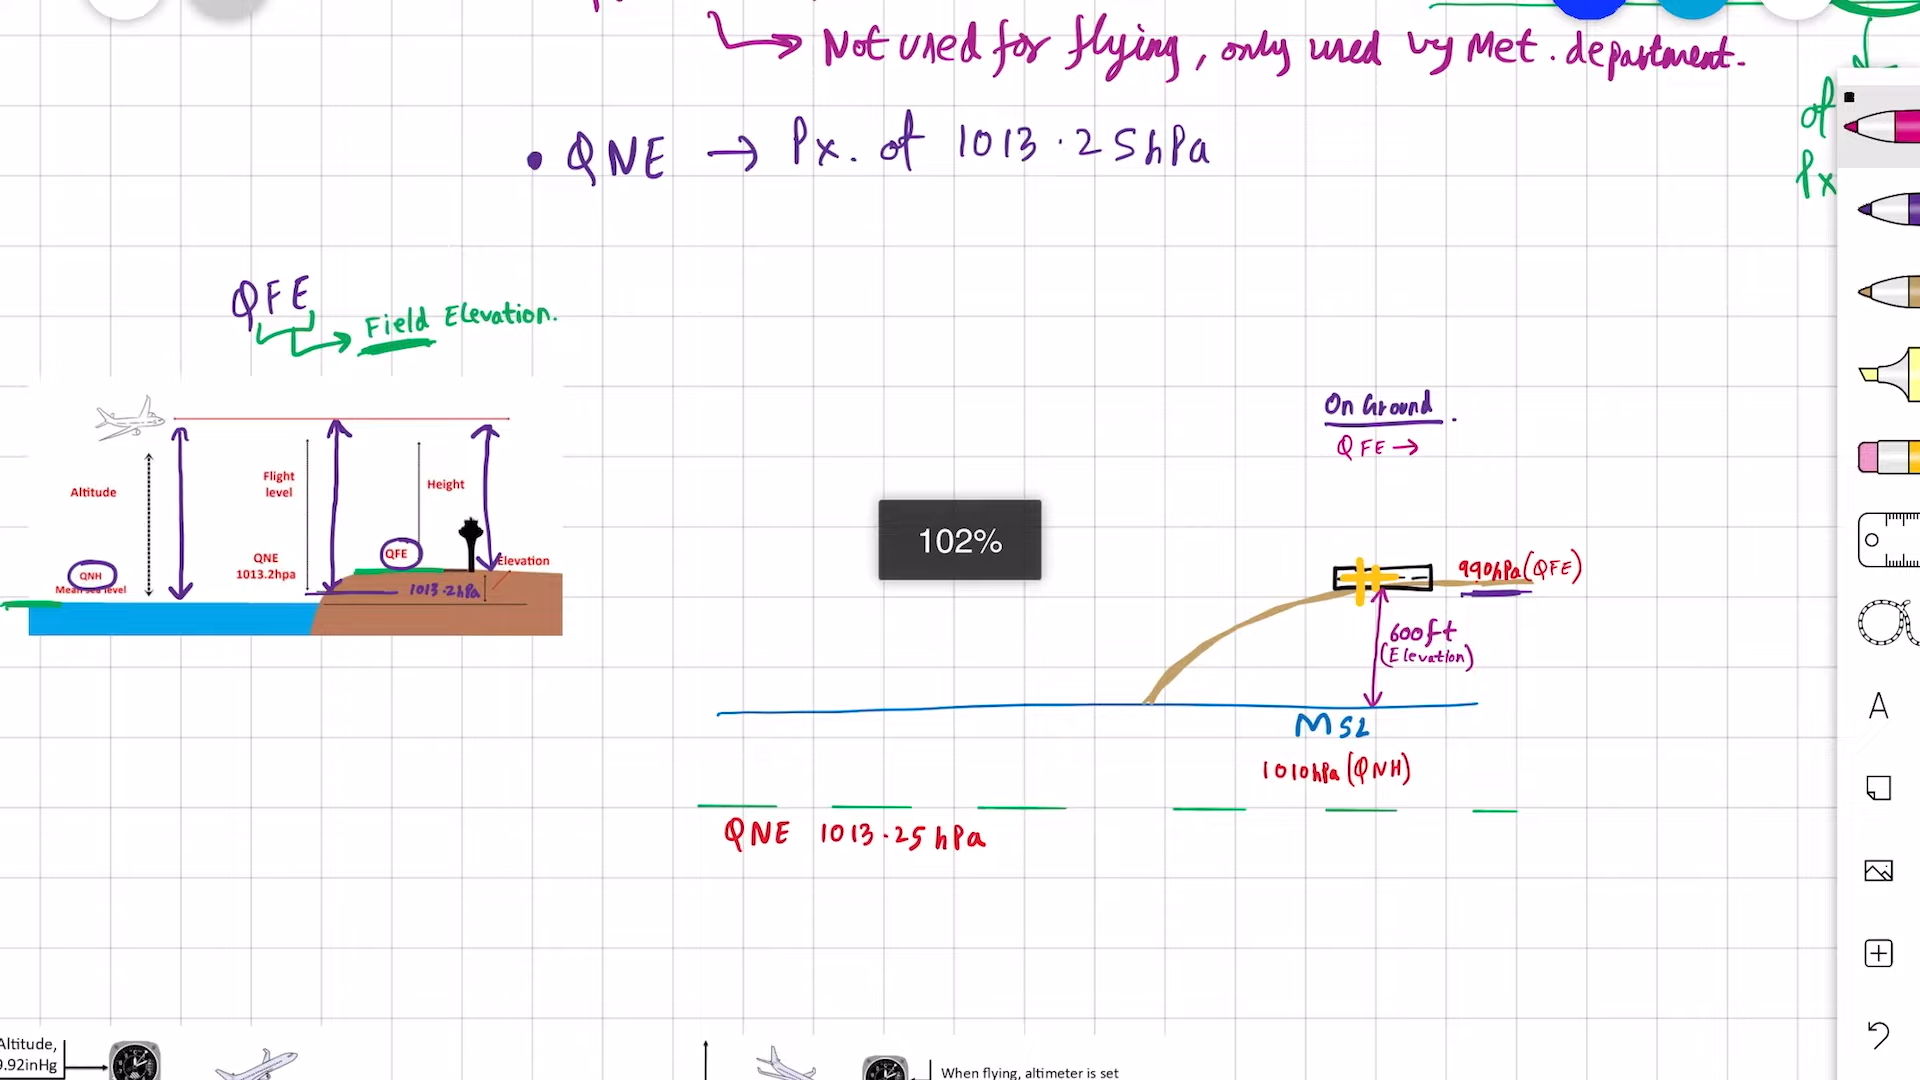 Not used for flying, only used by Met. department.
of
Px
• QNE → Px. of 1013.25hPa
QFE
Field Elevation.
On Ground
QFE →
Altitude
Flight
level
Height
QNE
1013.2hpa
QFE
Elevation
QNH
Mean sea level
1013.2hPa
102%
990hPa (QFE)
600ft
(Elevation)
MSL
1010hPa (QNH)
QNE 1013.25 hPa
A
Altitude,
9.92inHg
When flying, altimeter is set